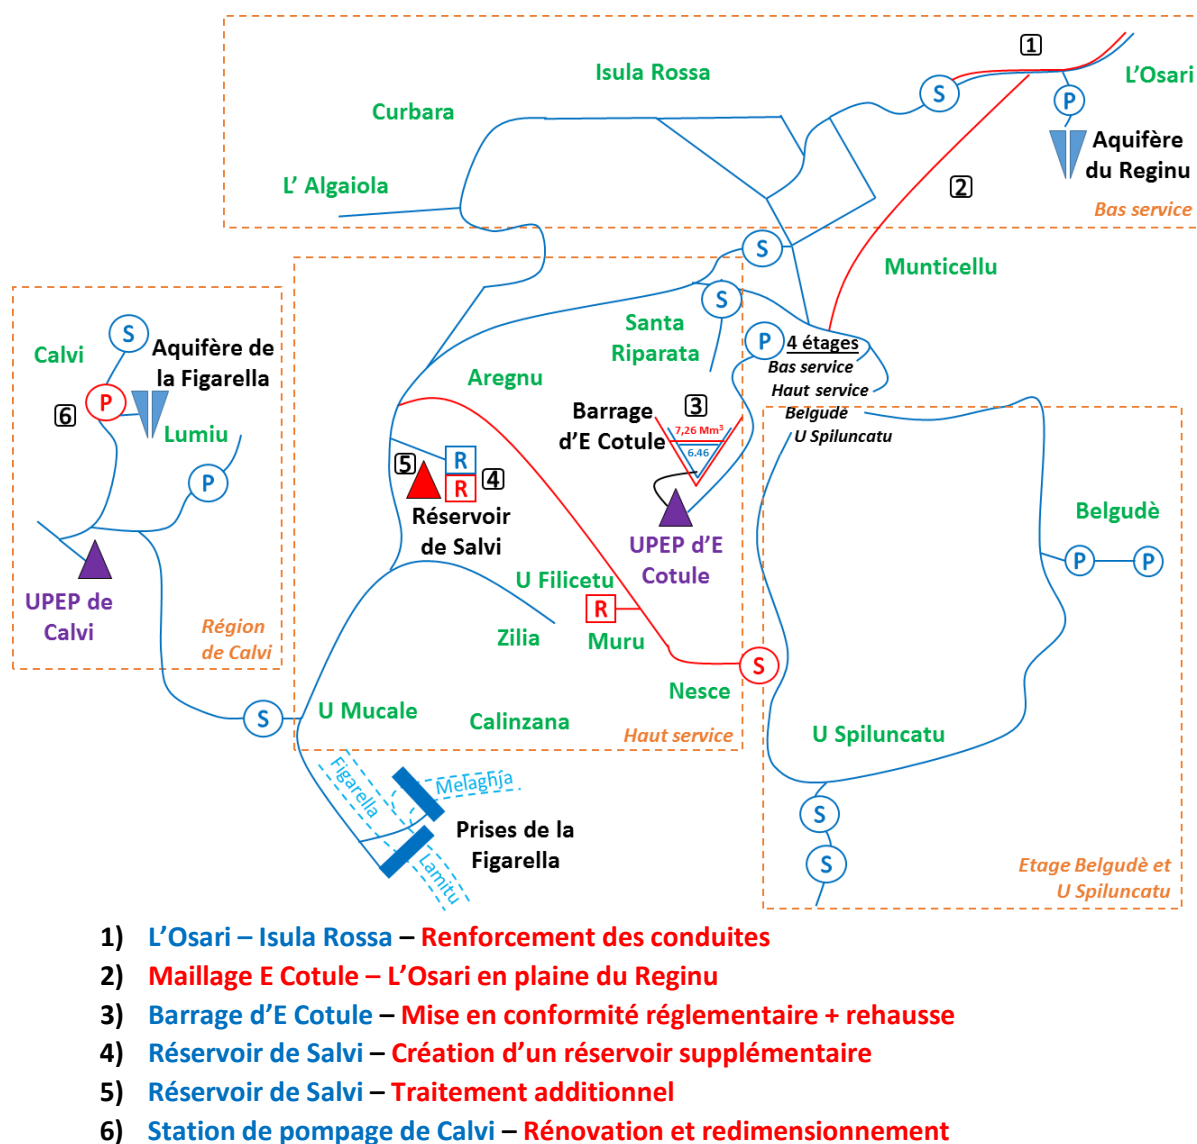 1
Isula Rossa
L'Osari
S
P
Curbara
Aquifère
du Reginu
L' Algaiola
2
Bas service
S
Munticellu
S
Santa
Riparata
P
4 étages
Bas service
Haut service
Belgudè
U Spiluncatu
S
Calvi
Aquifère de
la Figarella
P
6
Lumiu
P
UPEP de
Calvi
Région
de Calvi
Aregnu
3
Barrage
d'E Cotule
7,26 Mm³
6.46
5
R
R
4
Réservoir
de Salvi
UPEP d'E
Cotule
U Filicetu
R
Zilia
Muru
S
Nesce
Belgudè
P
P
S
U Mucale
Calinzana
Haut service
U Spiluncatu
Figarella
Melaghja
Lamitu
Prises de la
Figarella
S
S
Etage Belgudè et
U Spiluncatu
1) L'Osari – Isula Rossa – Renforcement des conduites
2) Maillage E Cotule – L'Osari en plaine du Reginu
3) Barrage d'E Cotule – Mise en conformité réglementaire + rehausse
4) Réservoir de Salvi – Création d'un réservoir supplémentaire
5) Réservoir de Salvi – Traitement additionnel
6) Station de pompage de Calvi – Rénovation et redimensionnement